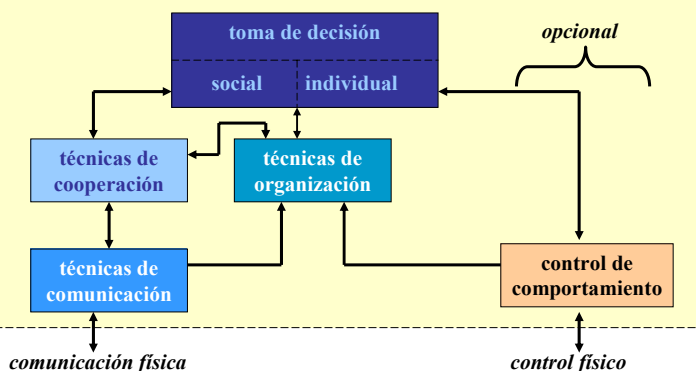 toma de decisión
opcional
social individual
técnicas de
cooperación
técnicas de
organización
técnicas de
comunicación
control de
comportamiento
comunicación física
control físico